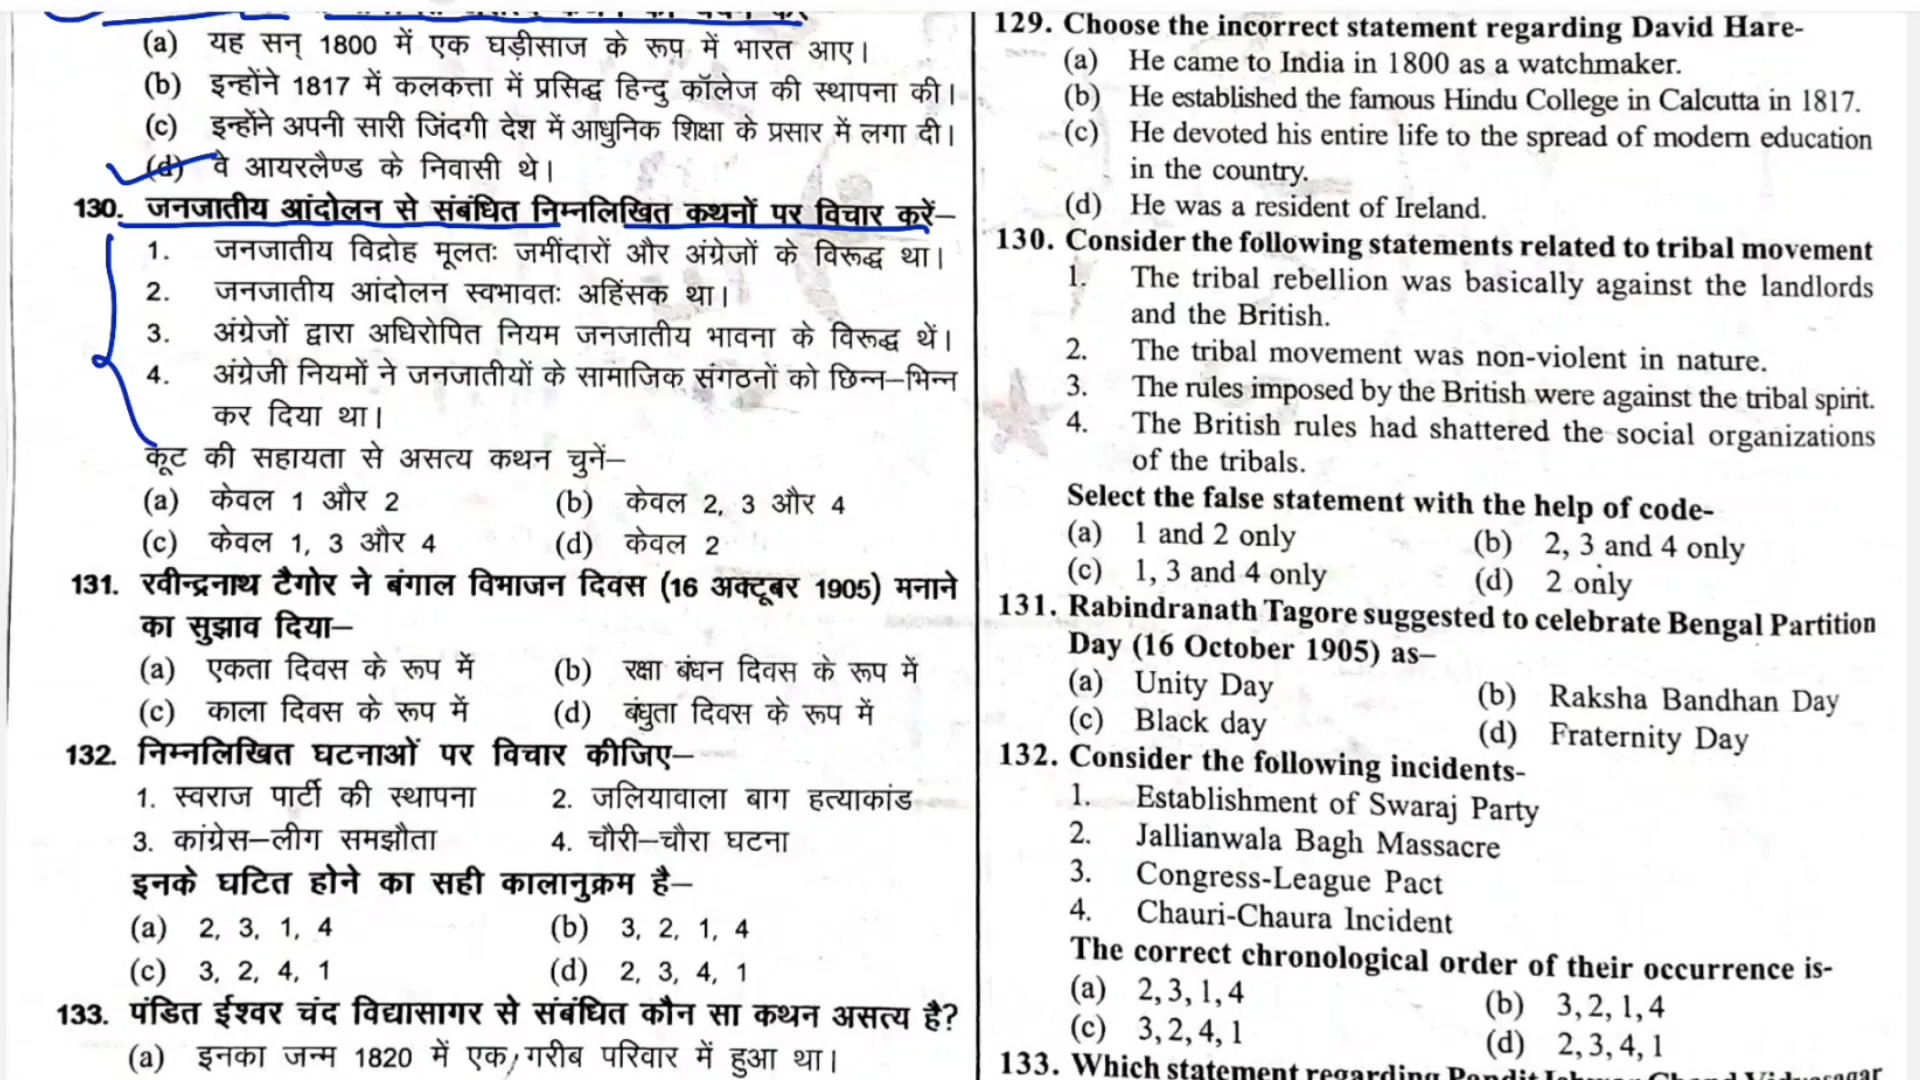 (a) यह सन् 1800 में एक घड़ीसाज के रूप में भारत आए।
(b) इन्होंने 1817 में कलकत्ता में प्रसिद्ध हिन्दु कॉलेज की स्थापना की।
(c) इन्होंने अपनी सारी जिंदगी देश में आधुनिक शिक्षा के प्रसार में लगा दी।
(d) वे आयरलैण्ड के निवासी थे।
130. जनजातीय आंदोलन से संबंधित निम्नलिखित कथनों पर विचार करें–
1. जनजातीय विद्रोह मूलतः जमींदारों और अंग्रेजों के विरूद्ध था।
2. जनजातीय आंदोलन स्वभावतः अहिंसक था।
3. अंग्रेजों द्वारा अधिरोपित नियम जनजातीय भावना के विरूद्ध थें।
4. अंग्रेजी नियमों ने जनजातीयों के सामाजिक संगठनों को छिन्न–भिन्न
कर दिया था।
कूट की सहायता से असत्य कथन चुनें–
(a) केवल 1 और 2 (b) केवल 2, 3 और 4
(c) केवल 1, 3 और 4 (d) केवल 2
131. रवीन्द्रनाथ टैगोर ने बंगाल विभाजन दिवस (16 अक्टूबर 1905) मनाने
का सुझाव दिया–
(a) एकता दिवस के रूप में (b) रक्षा बंधन दिवस के रूप में
(c) काला दिवस के रूप में (d) बंधुता दिवस के रूप में
132. निम्नलिखित घटनाओं पर विचार कीजिए–
1. स्वराज पार्टी की स्थापना 2. जलियावाला बाग हत्याकांड
3. कांग्रेस–लीग समझौता 4. चौरी–चौरा घटना
इनके घटित होने का सही कालानुक्रम है–
(a) 2, 3, 1, 4 (b) 3, 2, 1, 4
(c) 3, 2, 4, 1 (d) 2, 3, 4, 1
133. पंडित ईश्वर चंद विद्यासागर से संबंधित कौन सा कथन असत्य है?
(a) इनका जन्म 1820 में एक गरीब परिवार में हुआ था।
129. Choose the incorrect statement regarding David Hare-
(a) He came to India in 1800 as a watchmaker.
(b) He established the famous Hindu College in Calcutta in 1817.
(c) He devoted his entire life to the spread of modern education
in the country.
(d) He was a resident of Ireland.
130. Consider the following statements related to tribal movement
1. The tribal rebellion was basically against the landlords
and the British.
2. The tribal movement was non-violent in nature.
3. The rules imposed by the British were against the tribal spirit.
4. The British rules had shattered the social organizations
of the tribals.
Select the false statement with the help of code-
(a) 1 and 2 only (b) 2, 3 and 4 only
(c) 1, 3 and 4 only (d) 2 only
131. Rabindranath Tagore suggested to celebrate Bengal Partition
Day (16 October 1905) as–
(a) Unity Day (b) Raksha Bandhan Day
(c) Black day (d) Fraternity Day
132. Consider the following incidents-
1. Establishment of Swaraj Party
2. Jallianwala Bagh Massacre
3. Congress-League Pact
4. Chauri-Chaura Incident
The correct chronological order of their occurrence is-
(a) 2, 3, 1, 4 (b) 3, 2, 1, 4
(c) 3, 2, 4, 1 (d) 2, 3, 4, 1
133. Which statement regarding Pandit Ishwar Chand Vidyasagar